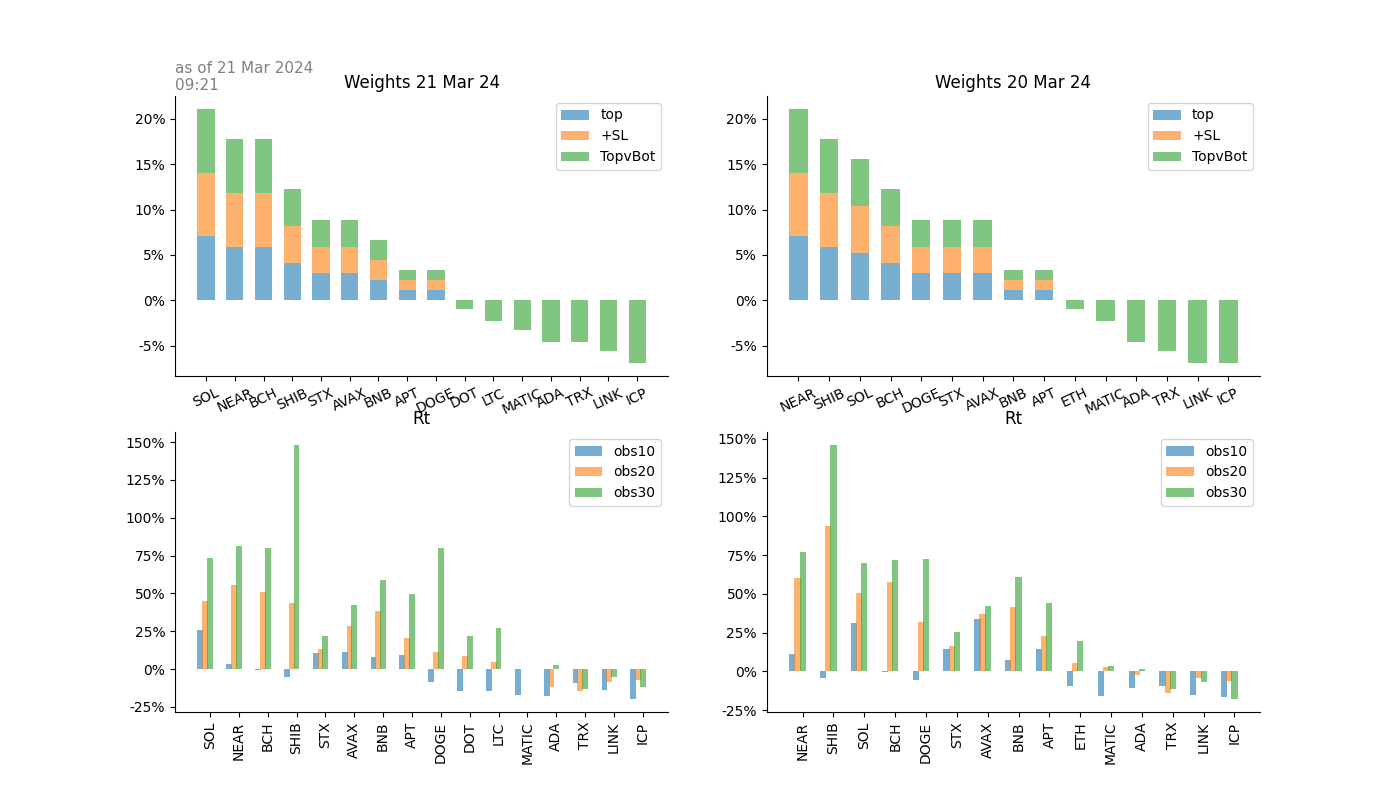 as of 21 Mar 2024
09:21
Weights 21 Mar 24
20%
15%
10%
5%
0%
-5%
top
+SL
TopvBot
SOL NEAR BCH SHIB STX AVAX BNB APT DOGE DOT LTC MATIC ADA TRX LINK ICP
Weights 20 Mar 24
20%
15%
10%
5%
0%
-5%
top
+SL
TopvBot
NEAR SHIB SOL BCH DOGE STX AVAX BNB APT ETH MATIC ADA TRX LINK ICP
Rt
150%
125%
100%
75%
50%
25%
0%
-25%
obs10
obs20
obs30
SOL NEAR BCH SHIB STX AVAX BNB APT DOGE DOT LTC MATIC ADA TRX LINK ICP
Rt
150%
125%
100%
75%
50%
25%
0%
-25%
obs10
obs20
obs30
NEAR SHIB SOL BCH DOGE STX AVAX BNB APT ETH MATIC ADA TRX LINK ICP